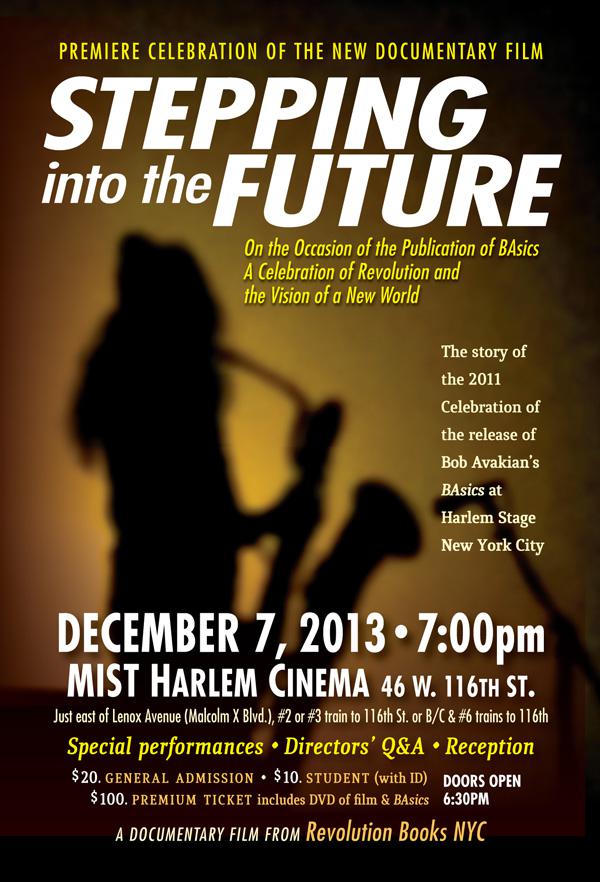 PREMIERE CELEBRATION OF THE NEW DOCUMENTARY FILM
STEPPING
into the FUTURE
On the Occasion of the Publication of BAsics
A Celebration of Revolution and
the Vision of a New World
The story of
the 2011
Celebration of
the release of
Bob Avakian's
BAsics at
Harlem Stage
New York City
DECEMBER 7, 2013 • 7:00pm
MIST HARLEM CINEMA 46 W. 116TH ST.
Just east of Lenox Avenue (Malcolm X Blvd.), #2 or #3 train to 116th St. or B/C & #6 trains to 116th
Special performances • Directors' Q&A • Reception
$20. GENERAL ADMISSION • $10. STUDENT (with ID)
$100. PREMIUM TICKET includes DVD of film & BAsics
DOORS OPEN
6:30PM
A DOCUMENTARY FILM FROM Revolution Books NYC